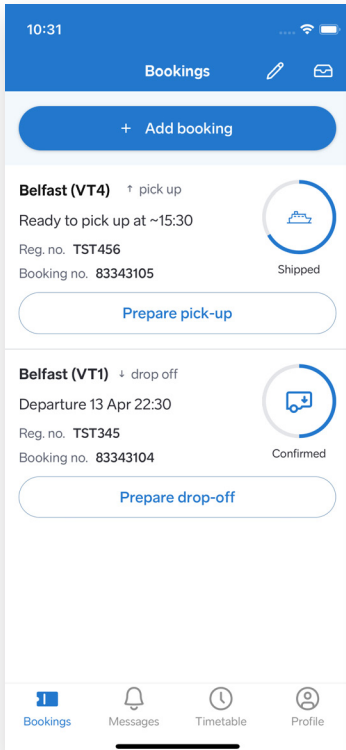 10:31
Bookings
+ Add booking
Belfast (VT4) ↑ pick up
Ready to pick up at ~15:30
Reg. no. TST456
Booking no. 83343105
Shipped
Prepare pick-up
Belfast (VT1) ↓ drop off
Departure 13 Apr 22:30
Reg. no. TST345
Booking no. 83343104
Confirmed
Prepare drop-off
Bookings Messages Timetable Profile